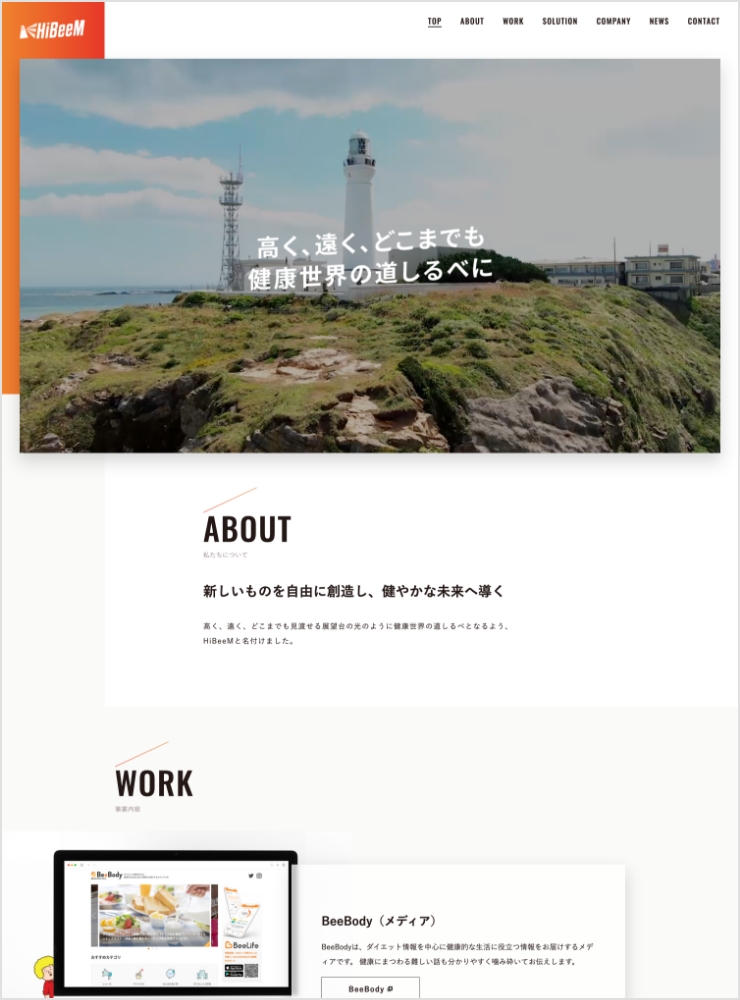 HiBeeM
TOP ABOUT WORK SOLUTION COMPANY NEWS CONTACT
高く、遠く、どこまでも
健康世界の道しるべに
ABOUT
私たちについて
新しいものを自由に創造し、健やかな未来へ導く
高く、遠く、どこまでも見渡せる展望台の光のように健康世界の道しるべとなるよう、
HiBeeMと名付けました。
WORK
事業内容
BeeBody
BeeLife
おすすめカテゴリ
BeeBody（メディア）
BeeBodyは、ダイエット情報を中心に健康的な生活に役立つ情報をお届けするメデ
ィアです。 健康にまつわる難しい話も分かりやすく噛み砕いてお伝えします。
BeeBody